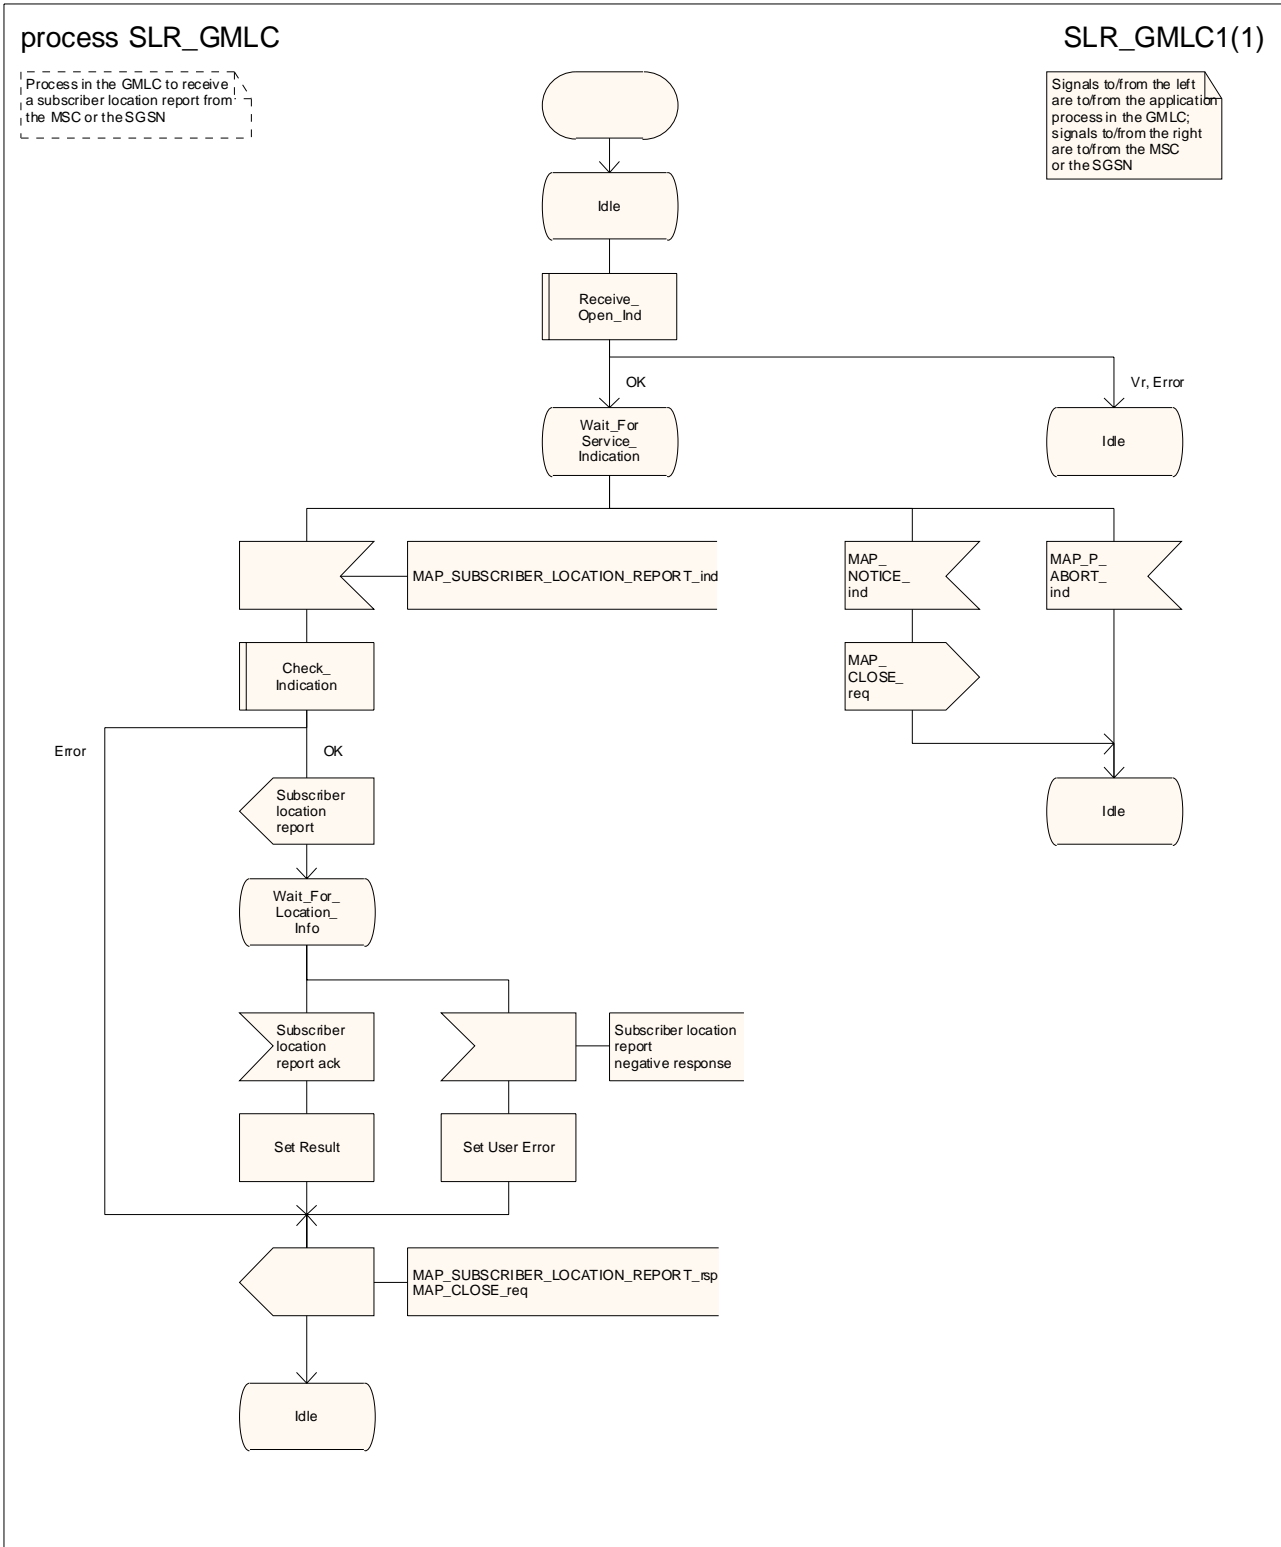 process SLR_GMLC
SLR_GMLC1(1)
Process in the GMLC to receive
a subscriber location report from
the MSC or the SGSN
Signals to/from the left
are to/from the application
process in the GMLC;
signals to/from the right
are to/from the MSC
or the SGSN
Idle
Receive_
Open_Ind
OK
Vr, Error
Wait_For
Service_
Indication
Idle
MAP_SUBSCRIBER_LOCATION_REPORT_ind
MAP_
NOTICE_
ind
MAP_P_
ABORT_
ind
Check_
Indication
MAP_
CLOSE_
req
Error
OK
Subscriber
location
report
Idle
Wait_For_
Location_
Info
Subscriber
location
report ack
Subscriber location
report
negative response
Set Result
Set User Error
MAP_SUBSCRIBER_LOCATION_REPORT_rsp
MAP_CLOSE_req
Idle